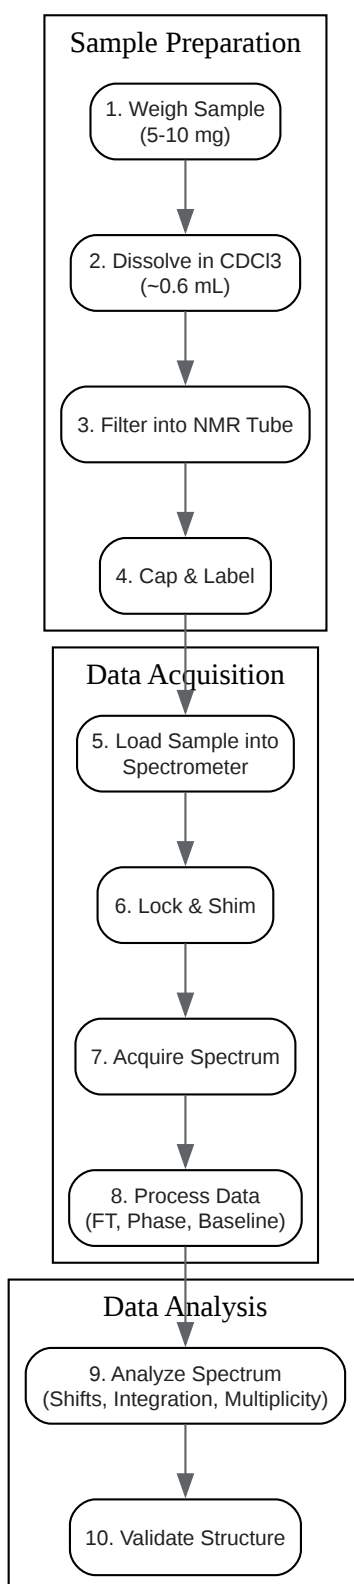 Sample Preparation
1. Weigh Sample
(5-10 mg)
2. Dissolve in CDCl3
(~0.6 mL)
3. Filter into NMR Tube
4. Cap & Label
Data Acquisition
5. Load Sample into
Spectrometer
6. Lock & Shim
7. Acquire Spectrum
8. Process Data
(FT, Phase, Baseline)
Data Analysis
9. Analyze Spectrum
(Shifts, Integration, Multiplicity)
10. Validate Structure